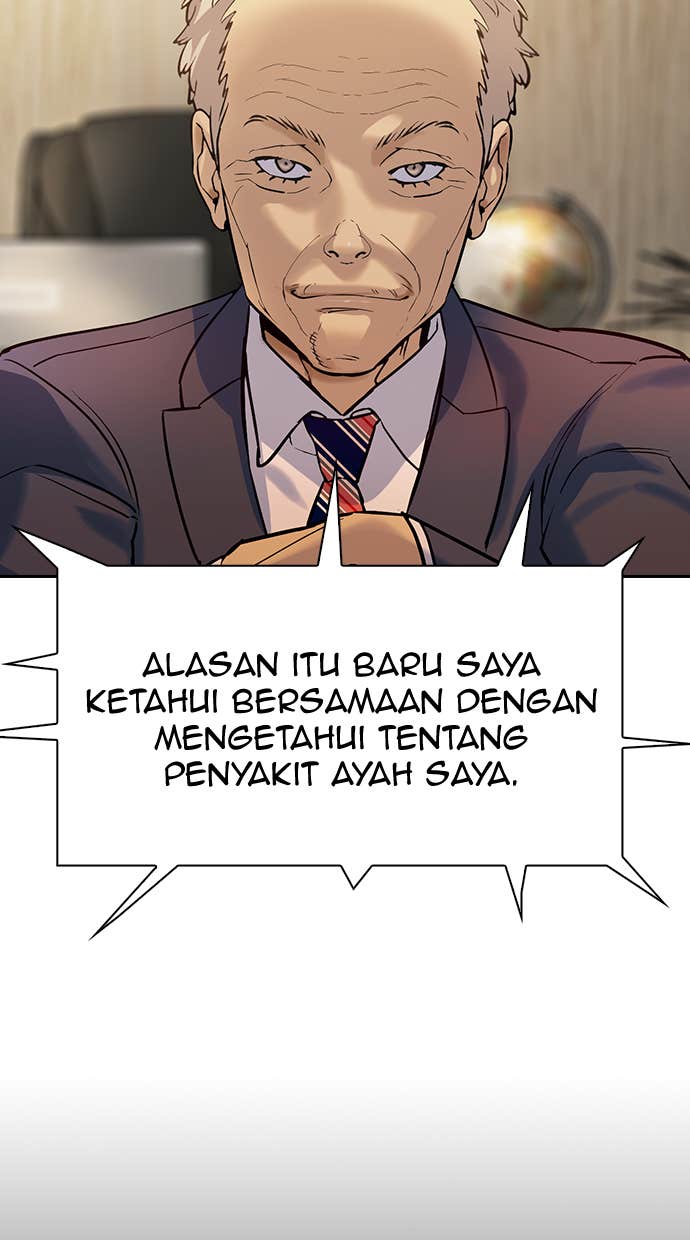 ALASAN ITU BARU SAYA
KETAHUI BERSAMAAN DENGAN
MENGETAHUI TENTANG
PENYAKIT AYAH SAYA.